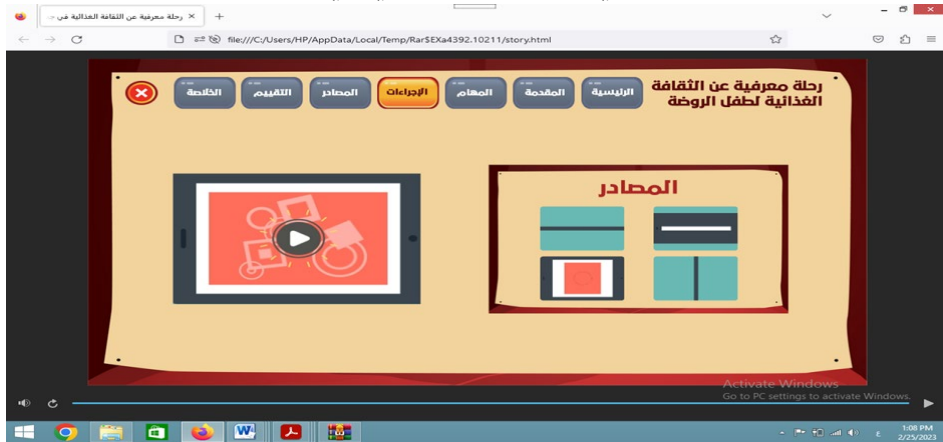 رحلة معرفية عن الثقافة الغذائية في
file:///C:/Users/HP/AppData/Local/Temp/Rar$EXa4392.10211/story.html
رحلة معرفية عن الثقافة
الغذائية لطفل الروضة
الرئيسية
المقدمة
المهام
الإجراءات
المصادر
التقييم
الخلاصة
المصادر
Activate Windows
Go to PC settings to activate Windows.
ع
1:08 PM
2/25/2023